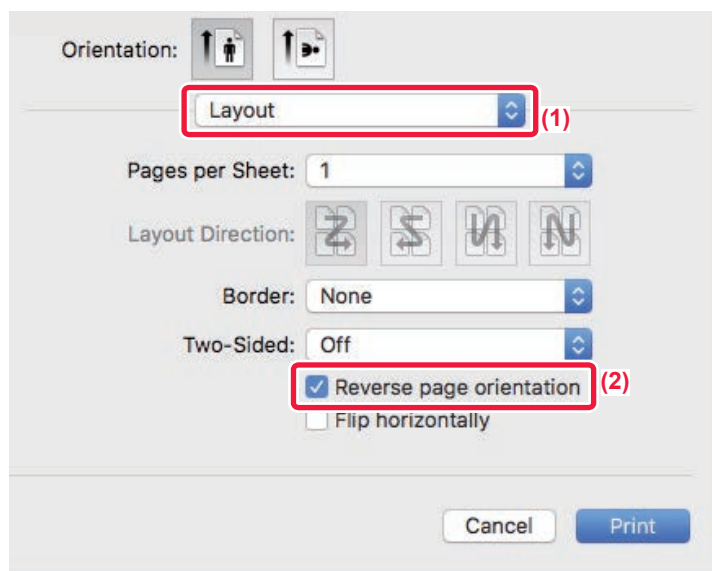 Orientation:
Layout
(1)
Pages per Sheet: 1
Layout Direction:
Border: None
Two-Sided: Off
Reverse page orientation
(2)
Flip horizontally
Cancel Print